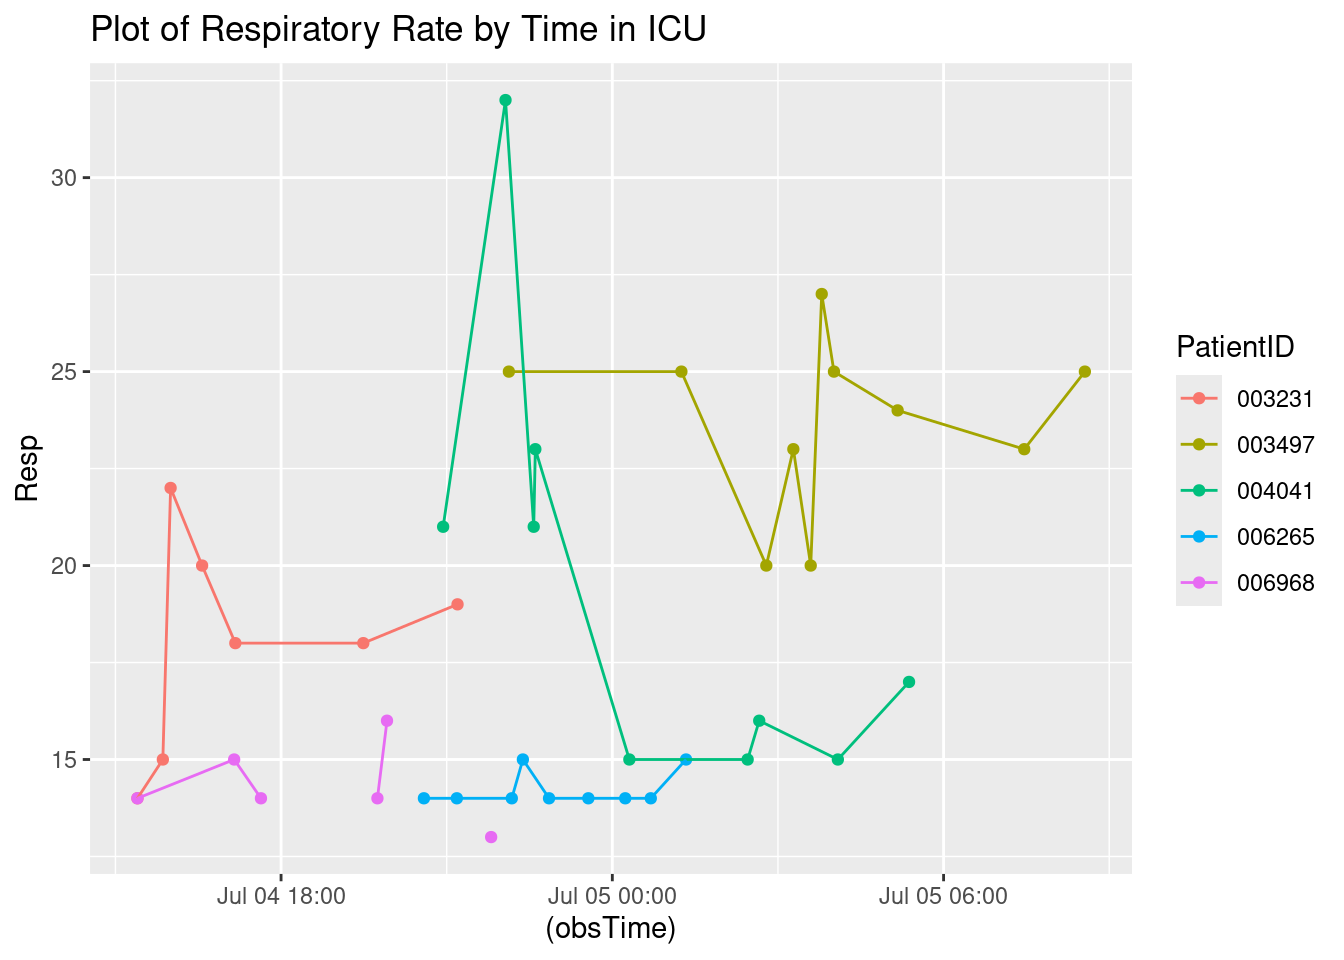 Plot of Respiratory Rate by Time in ICU
30
25
20
15
Resp
Jul 04 18:00
Jul 05 00:00
Jul 05 06:00
(obsTime)
PatientID
003231
003497
004041
006265
006968